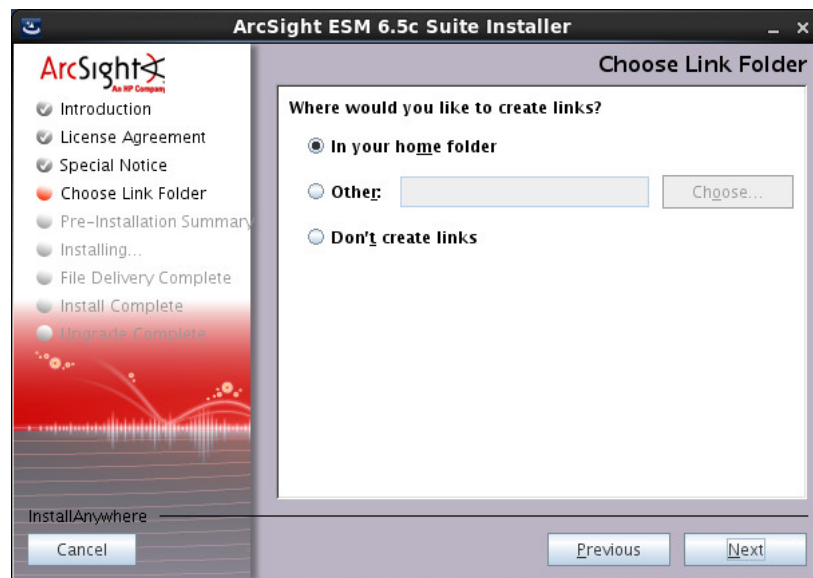 ArcSight ESM 6.5c Suite Installer
ArcSight
An HP Company
Choose Link Folder
Introduction
License Agreement
Special Notice
Choose Link Folder
Pre-Installation Summary
Installing...
File Delivery Complete
Install Complete
Upgrade Complete
Where would you like to create links?
In your home folder
Other:
Choose...
Don't create links
InstallAnywhere
Cancel
Previous
Next